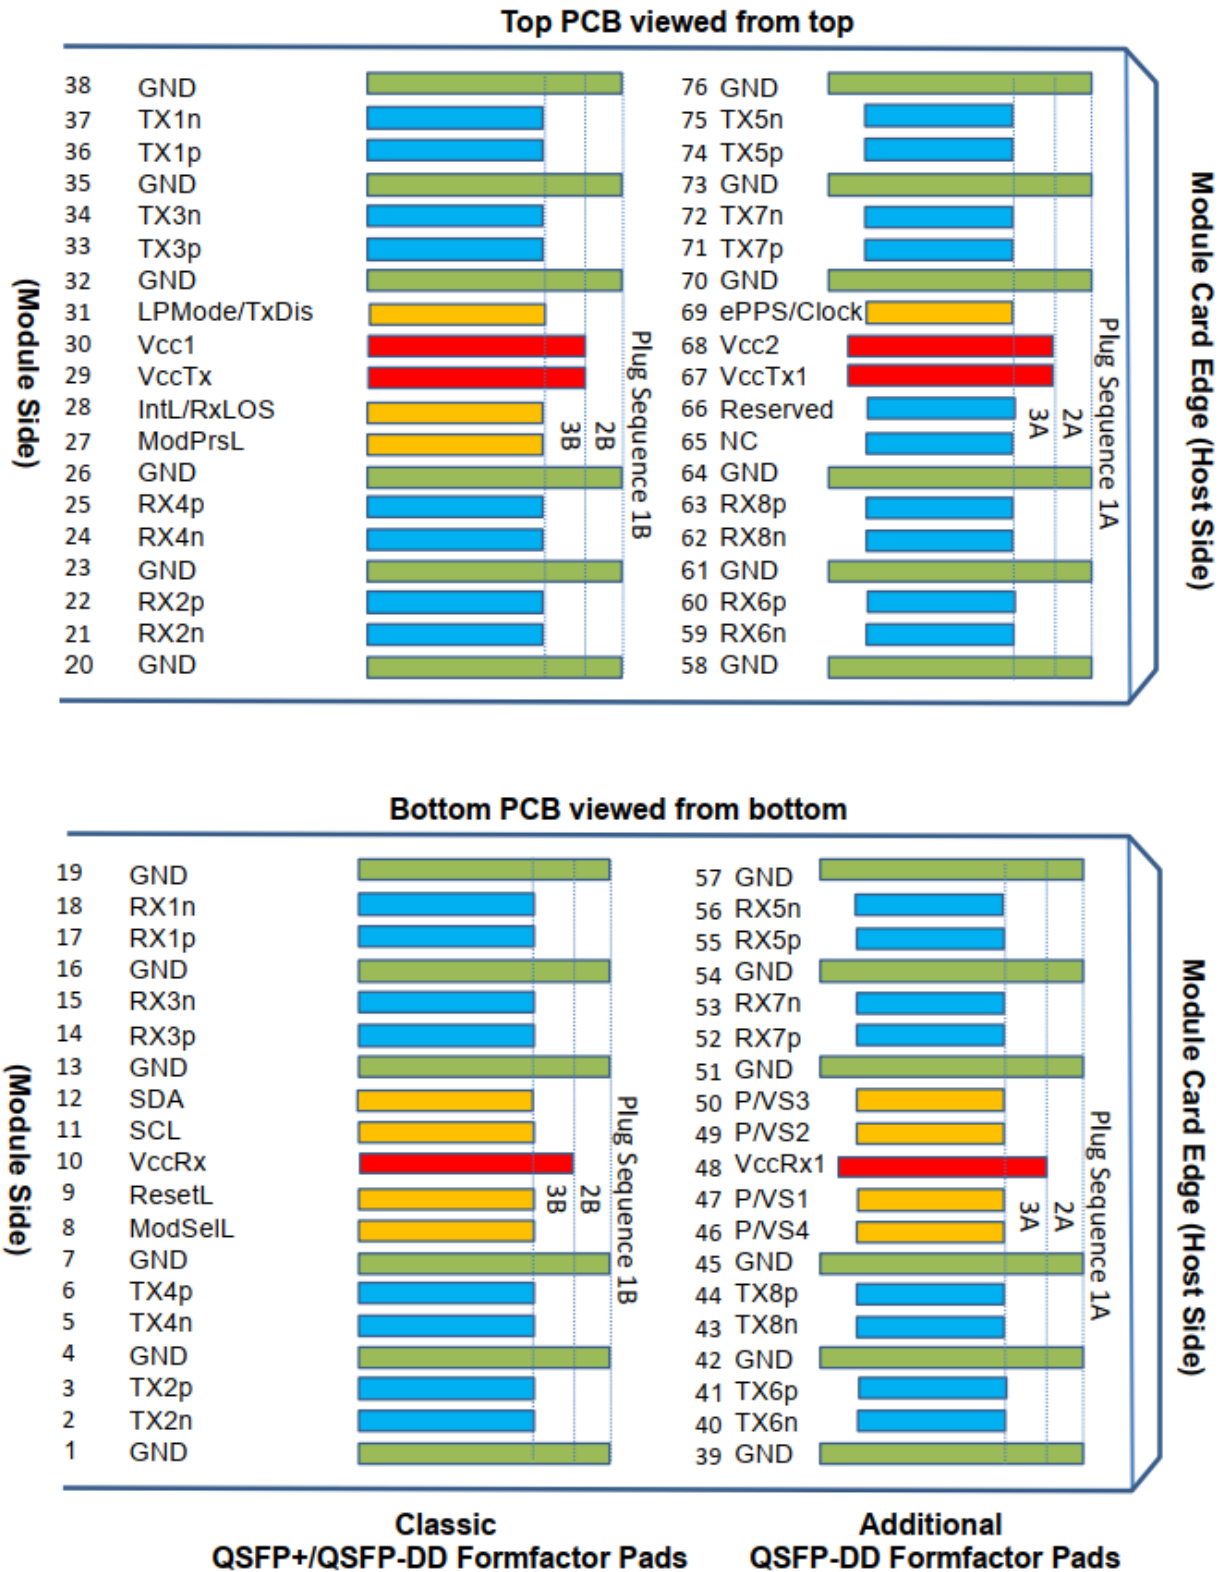 Top PCB viewed from top
38 GND 76 GND
37 TX1n 75 TX5n
36 TX1p 74 TX5p
35 GND 73 GND
34 TX3n 72 TX7n
33 TX3p 71 TX7p
32 GND 70 GND
31 LPMode/TxDis 69 ePPS/Clock
30 Vcc1 68 Vcc2
29 VccTx 67 VccTx1
28 IntL/RxLOS 66 Reserved
27 ModPrsL 65 NC
26 GND 64 GND
25 RX4p 63 RX8p
24 RX4n 62 RX8n
23 GND 61 GND
22 RX2p 60 RX6p
21 RX2n 59 RX6n
20 GND 58 GND
(Module Side)
3B
2B
Plug Sequence 1B
3A
2A
Plug Sequence 1A
Module Card Edge (Host Side)
Bottom PCB viewed from bottom
19 GND 57 GND
18 RX1n 56 RX5n
17 RX1p 55 RX5p
16 GND 54 GND
15 RX3n 53 RX7n
14 RX3p 52 RX7p
13 GND 51 GND
12 SDA 50 P/VS3
11 SCL 49 P/VS2
10 VccRx 48 VccRx1
9 ResetL 47 P/VS1
8 ModSelL 46 P/VS4
7 GND 45 GND
6 TX4p 44 TX8p
5 TX4n 43 TX8n
4 GND 42 GND
3 TX2p 41 TX6p
2 TX2n 40 TX6n
1 GND 39 GND
(Module Side)
3B
2B
Plug Sequence 1B
3A
2A
Plug Sequence 1A
Module Card Edge (Host Side)
Classic
QSFP+/QSFP-DD Formfactor Pads
Additional
QSFP-DD Formfactor Pads